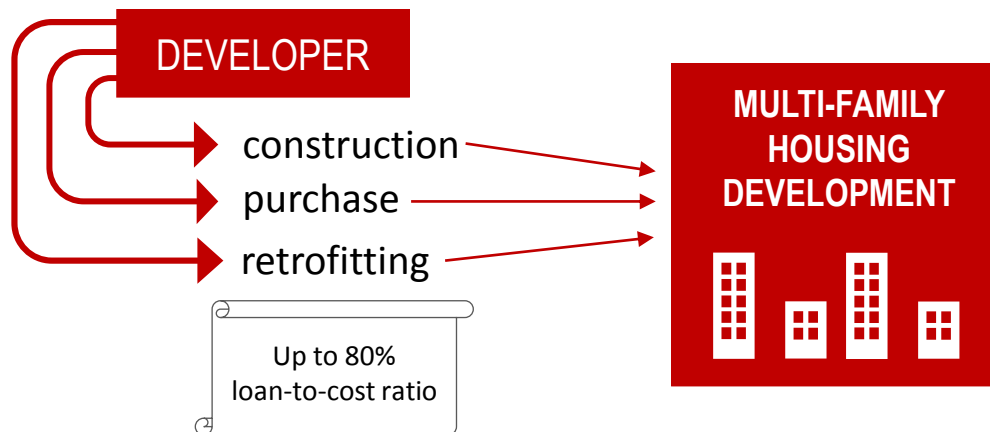 DEVELOPER
construction
purchase
retrofitting
Up to 80%
loan-to-cost ratio
MULTI-FAMILY
HOUSING
DEVELOPMENT